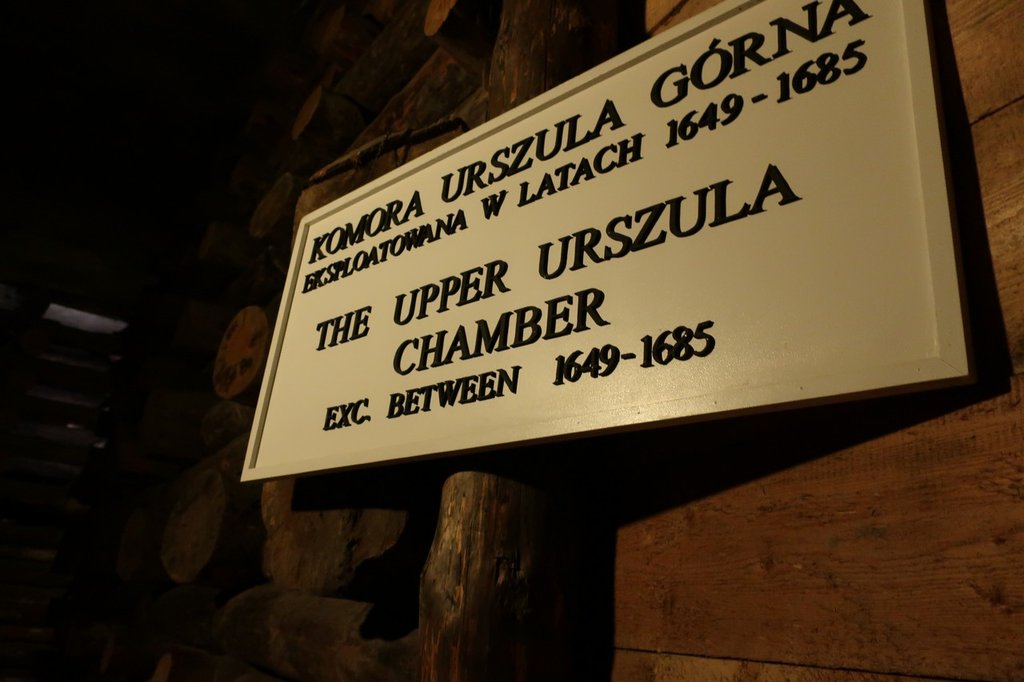 KOMORA URSZULA GÓRNA
EKSPLOATOWANA W LATACH 1649-1685
THE UPPER URSZULA
CHAMBER
EXC. BETWEEN 1649-1685